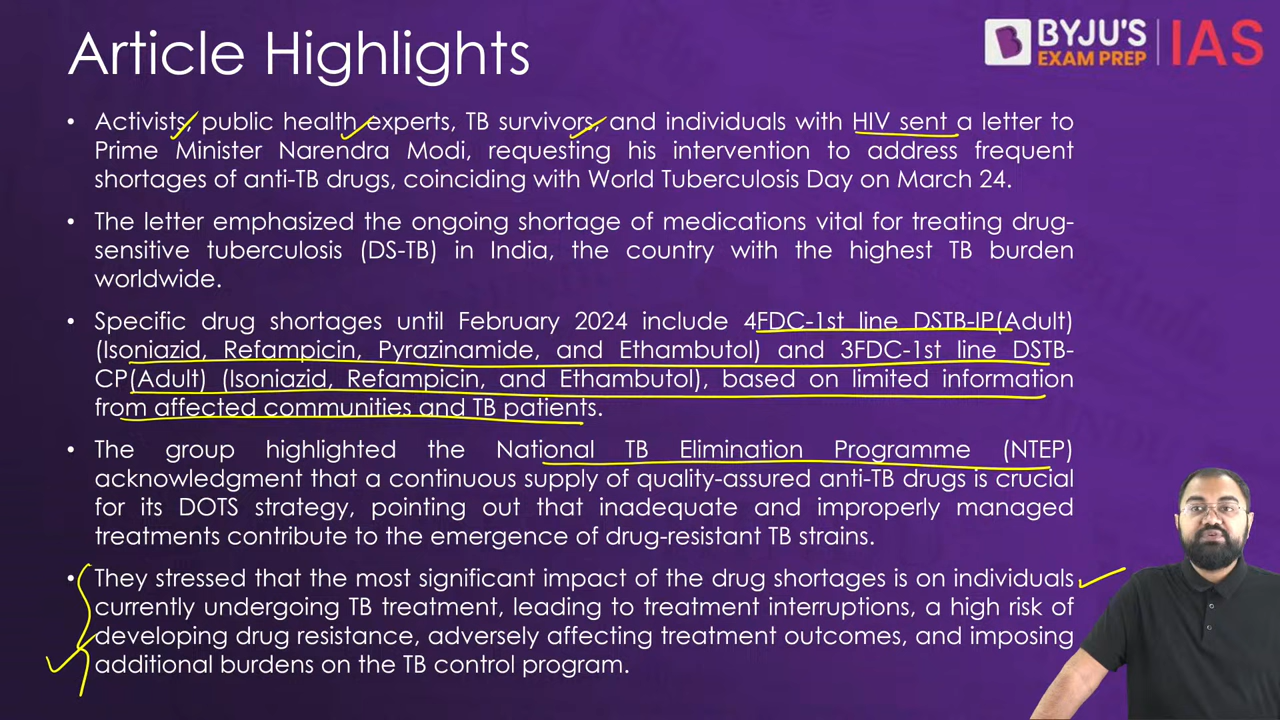 Article Highlights
BYJU'S
EXAM PREP
IAS
• Activists, public health experts, TB survivors, and individuals with HIV sent a letter to
Prime Minister Narendra Modi, requesting his intervention to address frequent
shortages of anti-TB drugs, coinciding with World Tuberculosis Day on March 24.
• The letter emphasized the ongoing shortage of medications vital for treating drug-
sensitive tuberculosis (DS-TB) in India, the country with the highest TB burden
worldwide.
• Specific drug shortages until February 2024 include 4FDC-1st line DSTB-IP(Adult)
(Isoniazid, Refampicin, Pyrazinamide, and Ethambutol) and 3FDC-1st line DSTB-
CP(Adult) (Isoniazid, Refampicin, and Ethambutol), based on limited information
from affected communities and TB patients.
• The group highlighted the National TB Elimination Programme (NTEP)
acknowledgment that a continuous supply of quality-assured anti-TB drugs is crucial
for its DOTS strategy, pointing out that inadequate and improperly managed
treatments contribute to the emergence of drug-resistant TB strains.
• They stressed that the most significant impact of the drug shortages is on individuals
currently undergoing TB treatment, leading to treatment interruptions, a high risk of
developing drug resistance, adversely affecting treatment outcomes, and imposing
additional burdens on the TB control program.